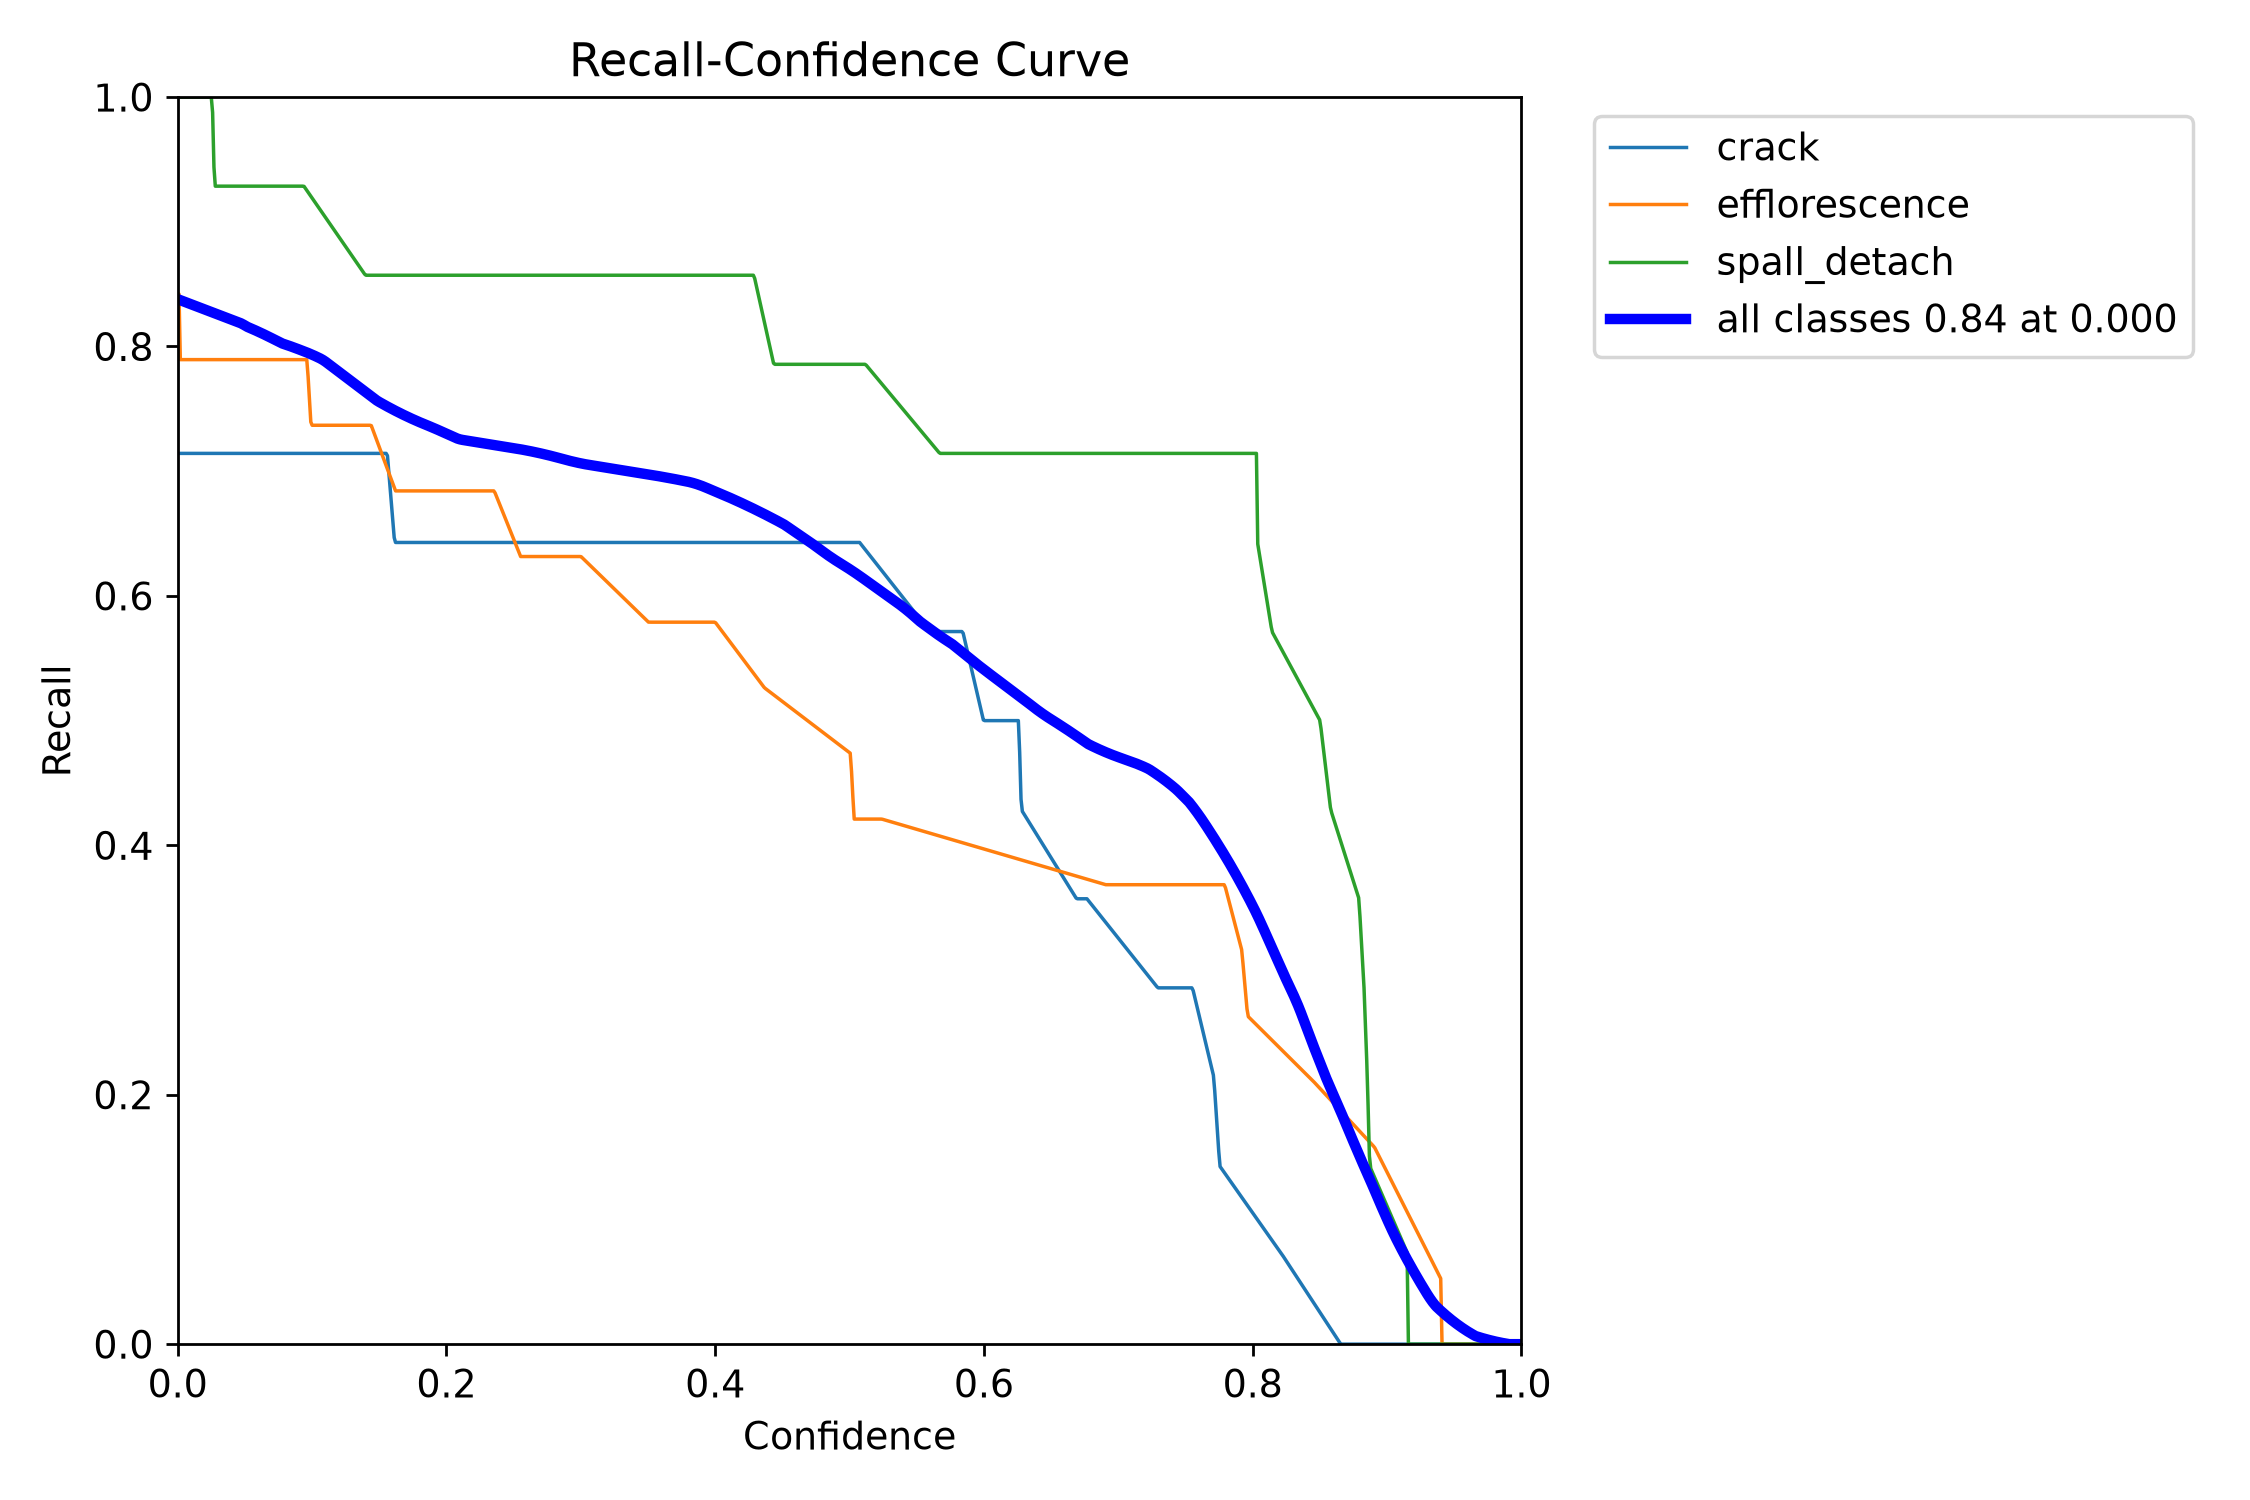 Recall-Confidence Curve
1.0
0.8
0.6
0.4
0.2
0.0
Recall
0.0 0.2 0.4 0.6 0.8 1.0
Confidence
crack
efflorescence
spall_detach
all classes 0.84 at 0.000